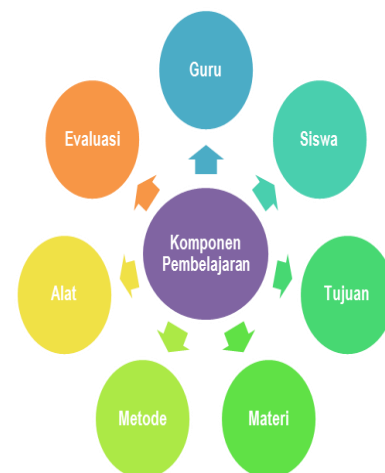 Guru
Siswa
Tujuan
Materi
Metode
Alat
Evaluasi
Komponen
Pembelajaran